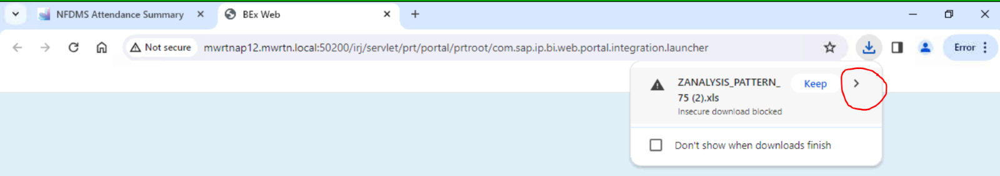 NFDMS Attendance Summary
BEx Web
Not secure
mwrtnap12.mwrtn.local:50200/irj/servlet/prt/portal/prtroot/com.sap.ip.bi.web.portal.integration.launcher
Error
ZANALYSIS_PATTERN_
75 (2).xls
Keep
Insecure download blocked
Don't show when downloads finish